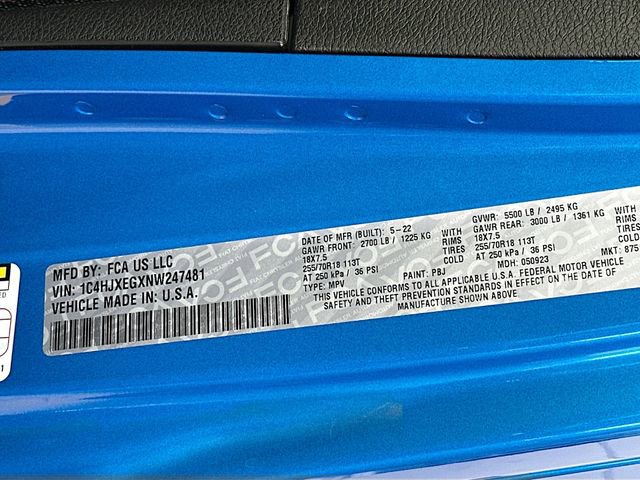 MFD BY: FCA US LLC
VIN: 1C4HJXEGXNW247481
VEHICLE MADE IN: U.S.A.
DATE OF MFR (BUILT): 5-22 GVWR: 5500 LB / 2495 KG
GAWR FRONT: 2700 LB / 1225 KG WITH GAWR REAR: 3000 LB / 1361 KG WITH
18X7.5 RIMS 18X7.5 RIMS
255/70R18 113T TIRES 255/70R18 113T TIRES
AT 250 kPa / 36 PSI COLD AT 250 kPa / 36 PSI COLD
TYPE: MPV PAINT: PBJ MDH: 050923 MKT: 875
THIS VEHICLE CONFORMS TO ALL APPLICABLE U.S.A. FEDERAL MOTOR VEHICLE
SAFETY AND THEFT PREVENTION STANDARDS IN EFFECT ON THE DATE OF
MANUFACTURE SHOWN ABOVE.